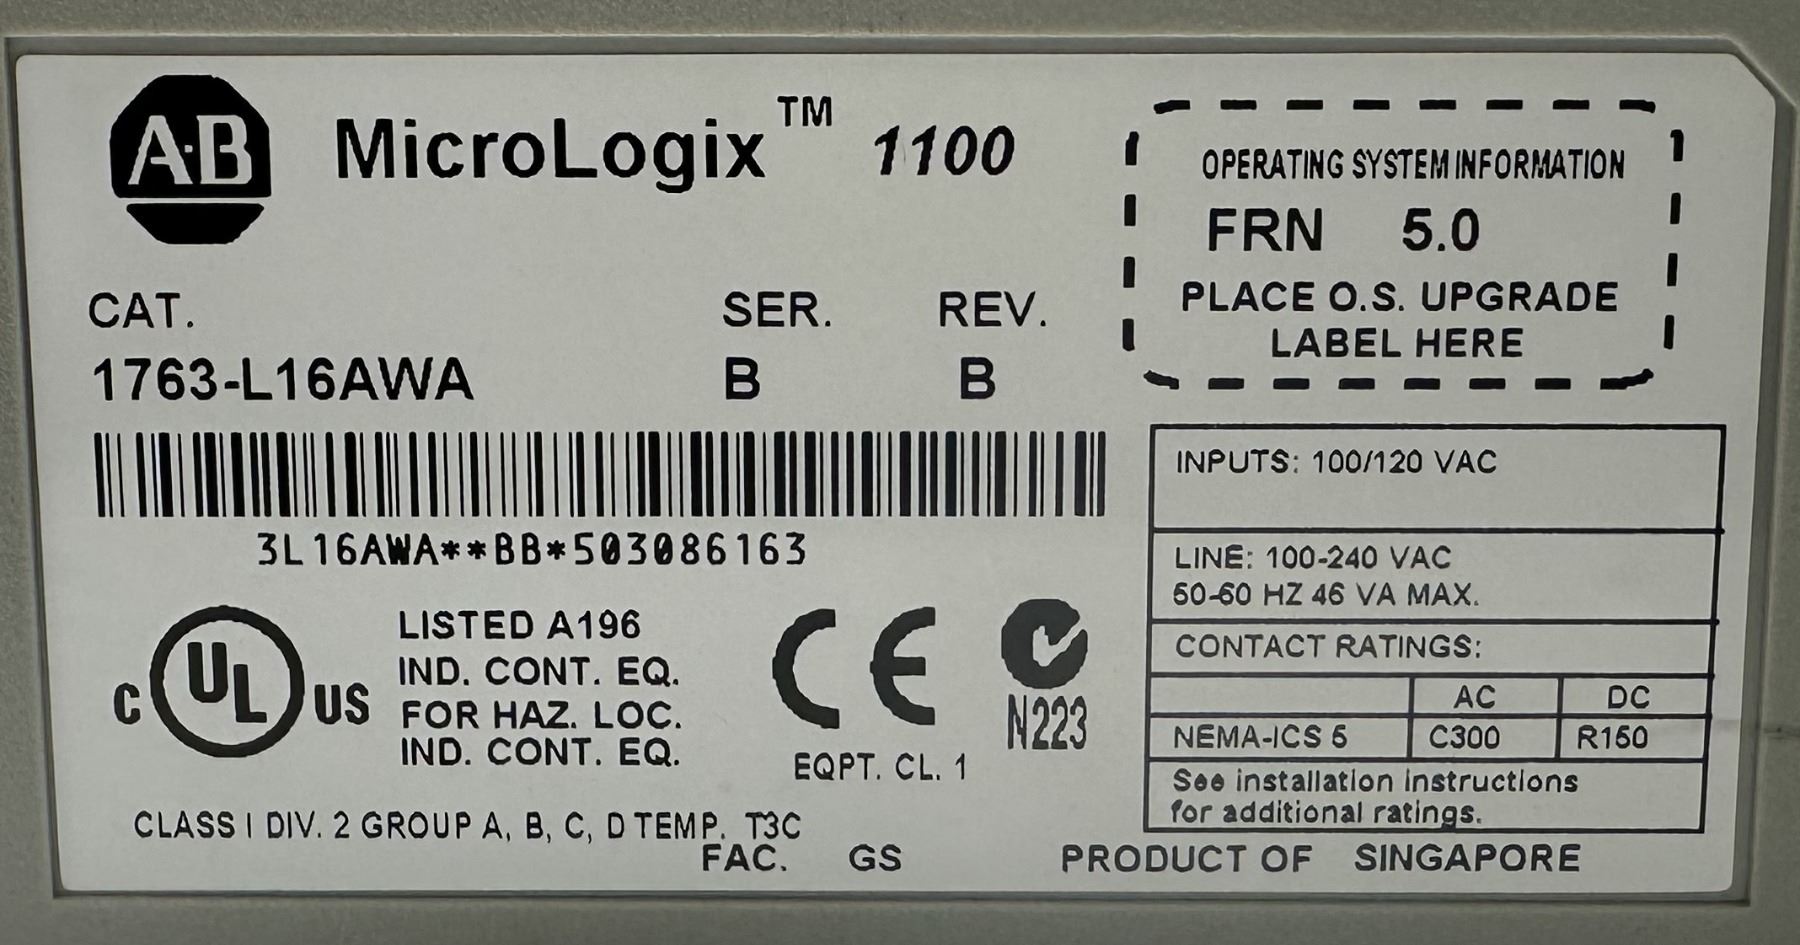 A·B MicroLogix™ 1100
CAT. SER. REV.
1763-L16AWA B B
3L16AWA**BB*503086163
OPERATING SYSTEM INFORMATION
FRN 5.0
PLACE O.S. UPGRADE
LABEL HERE
INPUTS: 100/120 VAC
LINE: 100-240 VAC
50-60 HZ 46 VA MAX.
CONTACT RATINGS:
AC DC
NEMA-ICS 5 C300 R150
See installation instructions
for additional ratings.
C UL US
LISTED A196
IND. CONT. EQ.
FOR HAZ. LOC.
IND. CONT. EQ.
CE
EQPT. CL. 1
N223
CLASS I DIV. 2 GROUP A, B, C, D TEMP. T3C
FAC. GS
PRODUCT OF SINGAPORE